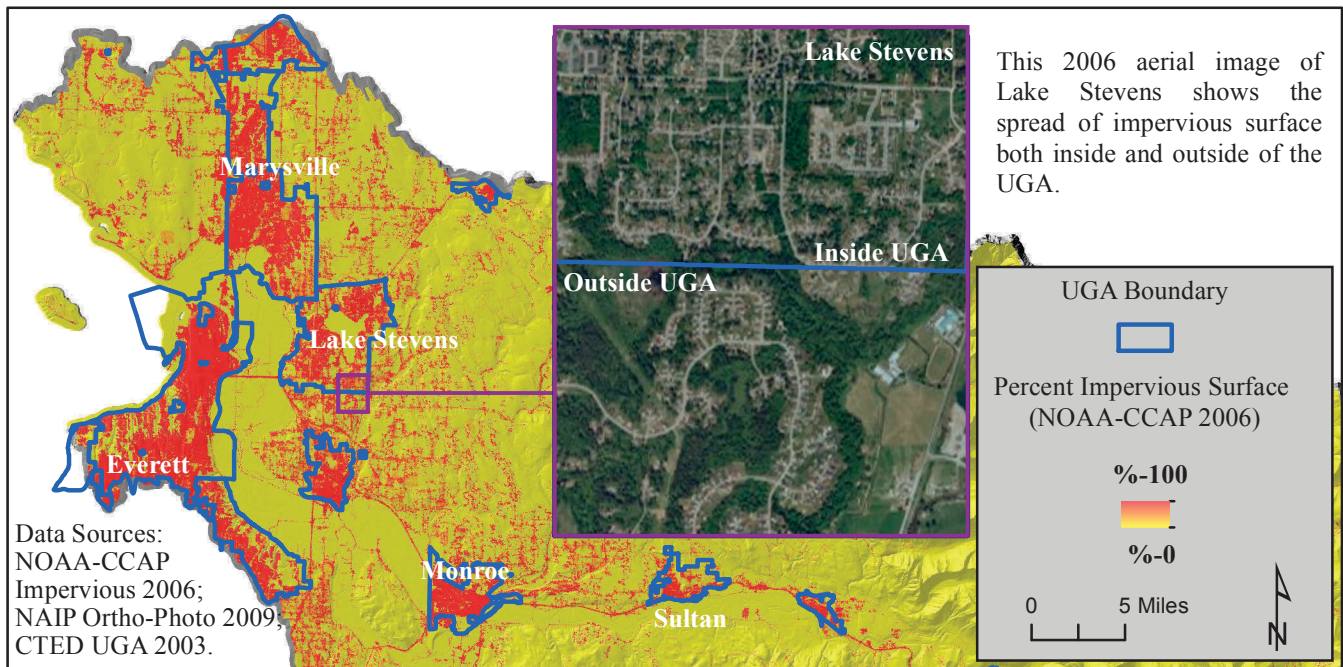 Marysville
Lake Stevens
Everett
Monroe
Sultan
Data Sources:
NOAA-CCAP
Impervious 2006;
NAIP Ortho-Photo 2009;
CTED UGA 2003.
Lake Stevens
Inside UGA
Outside UGA
This 2006 aerial image of
Lake Stevens shows the
spread of impervious surface
both inside and outside of the
UGA.
UGA Boundary
Percent Impervious Surface
(NOAA-CCAP 2006)
%-100
%-0
0 5 Miles
N